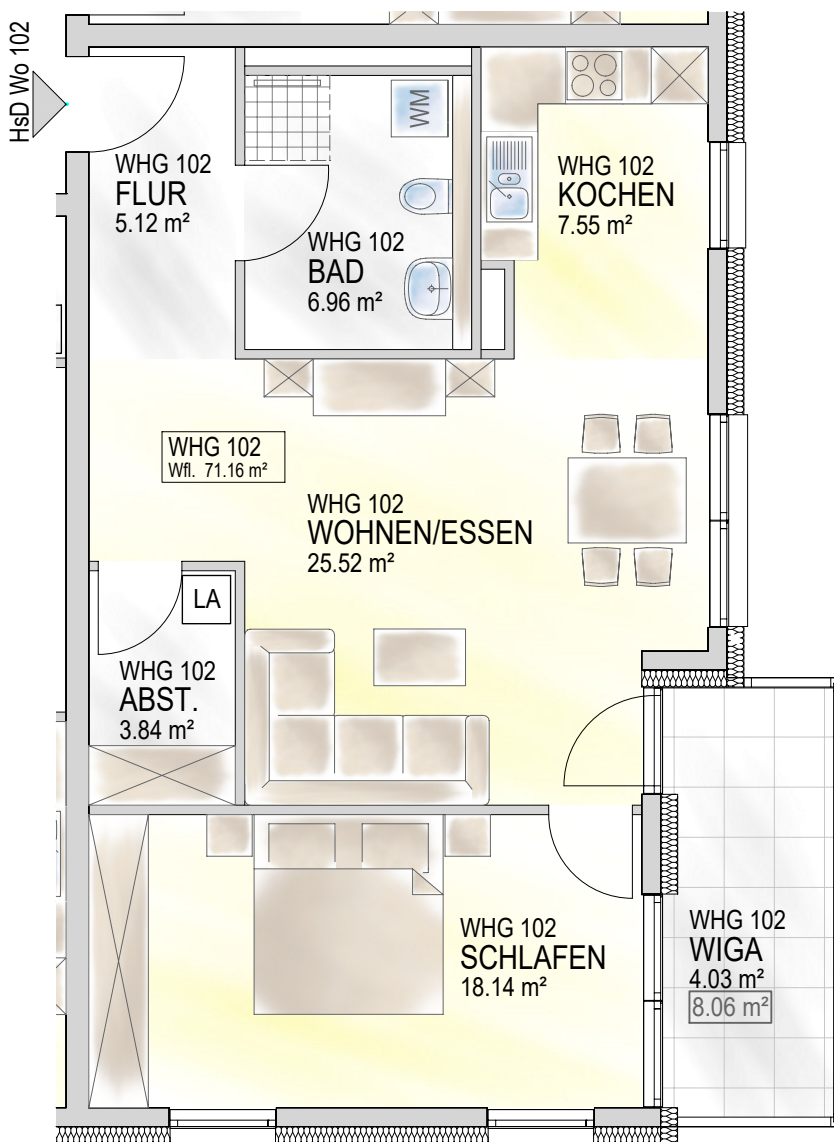 HsD Wo 102
WHG 102
FLUR
5.12 m²
WM
WHG 102
BAD
6.96 m²
WHG 102
KOCHEN
7.55 m²
WHG 102
Wfl. 71.16 m²
WHG 102
WOHNEN/ESSEN
25.52 m²
LA
WHG 102
ABST.
3.84 m²
WHG 102
SCHLAFEN
18.14 m²
WHG 102
WIGA
4.03 m²
8.06 m²